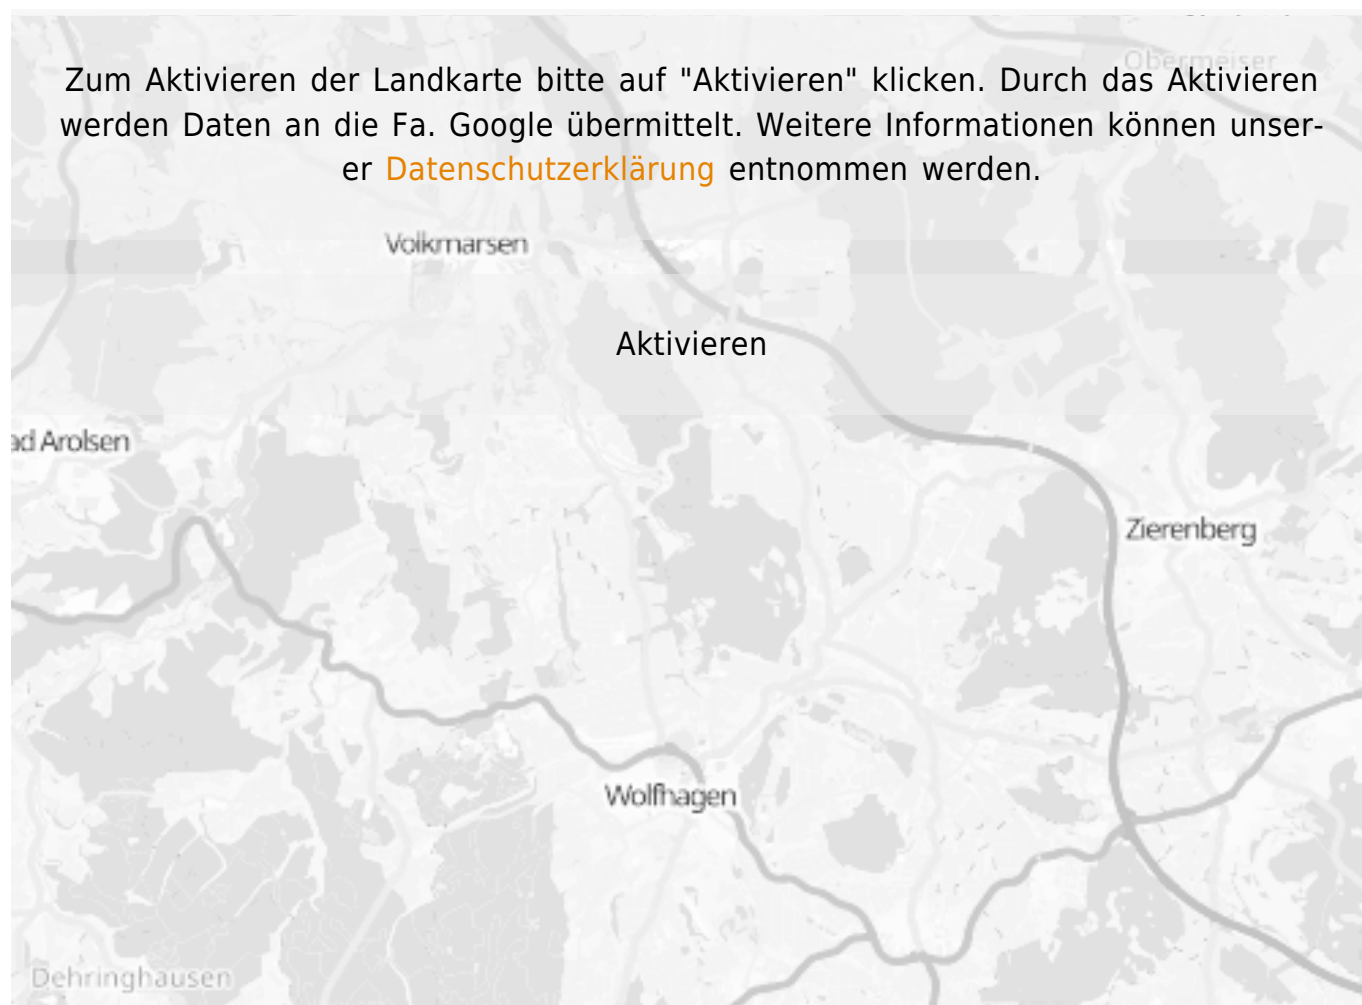 Obermeiser
Zum Aktivieren der Landkarte bitte auf "Aktivieren" klicken. Durch das Aktivieren
werden Daten an die Fa. Google übermittelt. Weitere Informationen können unser-
er Datenschutzerklärung entnommen werden.
Volkmarsen
Aktivieren
ad Arolsen
Zierenberg
Wolfhagen
Dehringhausen